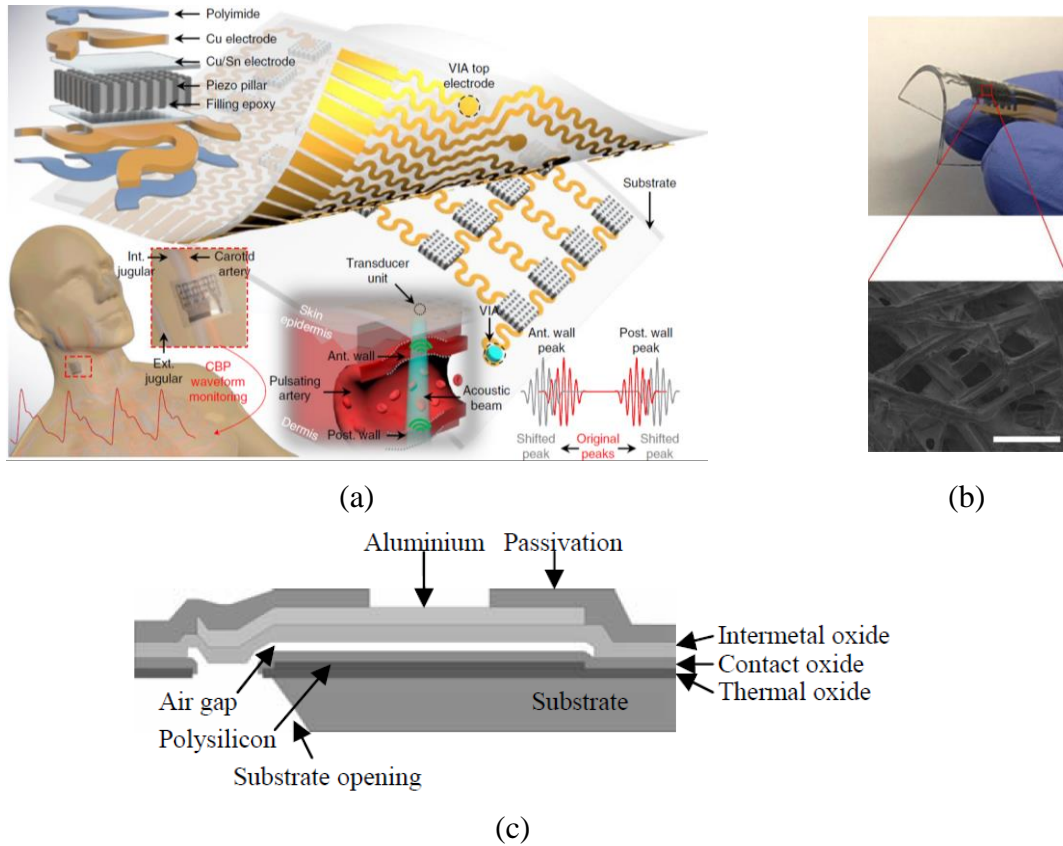 Polyimide
Cu electrode
Cu/Sn electrode
Piezo pillar
Filling epoxy
VIA top
electrode
Substrate
Int.
jugular
Carotid
artery
Ext.
jugular
CBP
waveform
monitoring
Transducer
unit
Skin
epidermis
Ant. wall
Pulsating
artery
Acoustic
beam
Dermis
Post. wall
VIA
Ant. wall
peak
Post. wall
peak
Shifted
peak
Original
peaks
Shifted
peak
(a)
(b)
Aluminium
Passivation
Intermetal oxide
Contact oxide
Thermal oxide
Air gap
Polysilicon
Substrate
Substrate opening
(c)